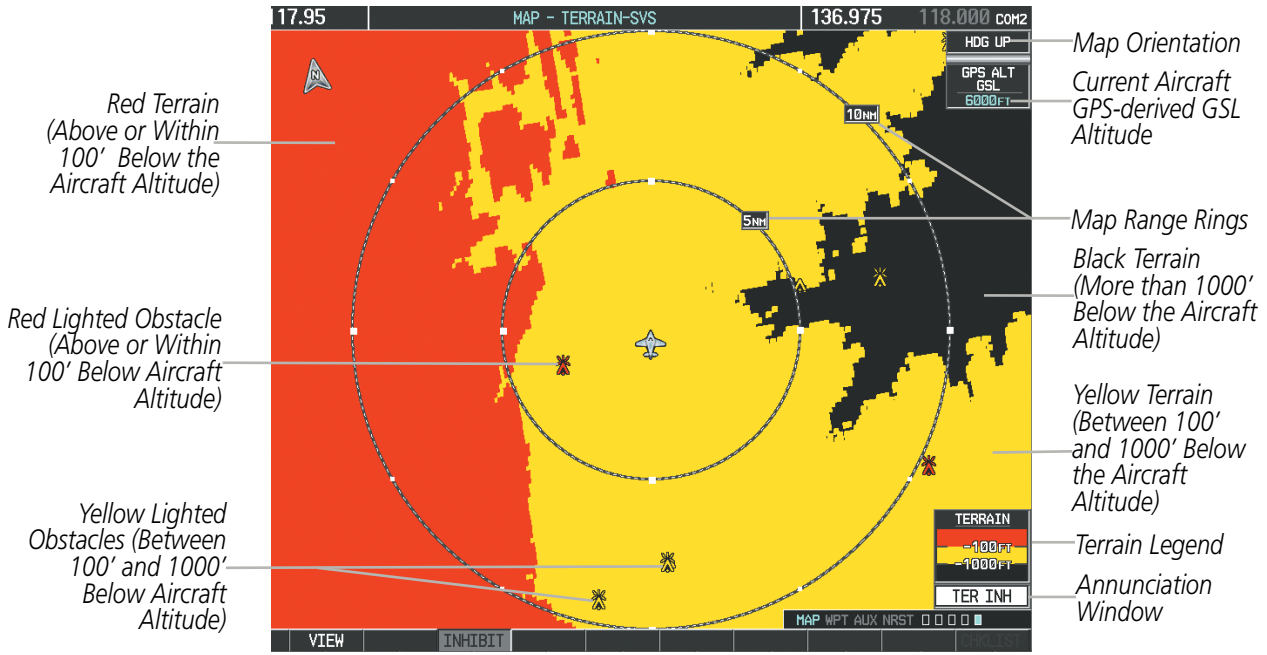 117.95
MAP - TERRAIN-SVS
136.975
118.000 COM2
HDG UP
GPS ALT
GSL
6000FT
10NM
5NM
TERRAIN
-100FT
-1000FT
TER INH
MAP WPT AUX NRST
VIEW
INHIBIT
CHKLIST
Red Terrain
(Above or Within
100' Below the
Aircraft Altitude)
Red Lighted Obstacle
(Above or Within
100' Below Aircraft
Altitude)
Yellow Lighted
Obstacles (Between
100' and 1000'
Below Aircraft
Altitude)
Map Orientation
Current Aircraft
GPS-derived GSL
Altitude
Map Range Rings
Black Terrain
(More than 1000'
Below the Aircraft
Altitude)
Yellow Terrain
(Between 100'
and 1000' Below
the Aircraft
Altitude)
Terrain Legend
Annunciation
Window
N